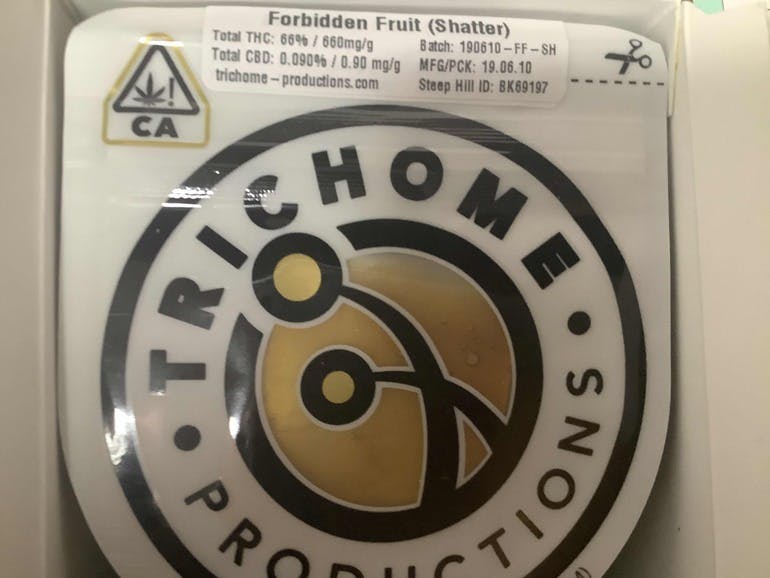 Forbidden Fruit (Shatter)
Total THC: 66% / 660mg/g
Total CBD: 0.090% / 0.90 mg/g
trichome-productions.com
Batch: 190610-FF-SH
MFG/PCK: 19.06.10
Steep Hill ID: BK69197
!
CA
TRICHOME
PRODUCTIONS